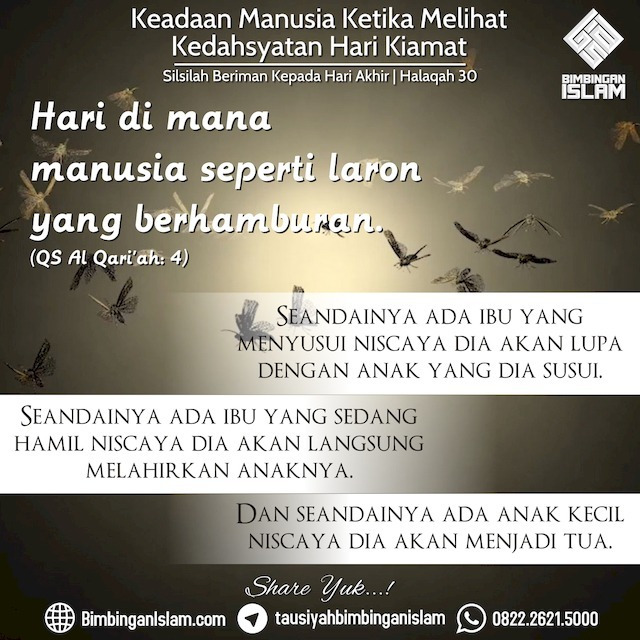 Keadaan Manusia Ketika Melihat
Kedahsyatan Hari Kiamat
Silsilah Beriman Kepada Hari Akhir | Halaqah 30
BIMBINGAN
ISLAM
Hari di mana
manusia seperti laron
yang berhamburan.
(QS Al Qari'ah: 4)
Seandainya ada ibu yang
menyusui niscaya dia akan lupa
dengan anak yang dia susui.
Seandainya ada ibu yang sedang
hamil niscaya dia akan langsung
melahirkan anaknya.
Dan seandainya ada anak kecil
niscaya dia akan menjadi tua.
Share Yuk...!
BimbinganIslam.com tausiyahbimbinganislam 0822.2621.5000